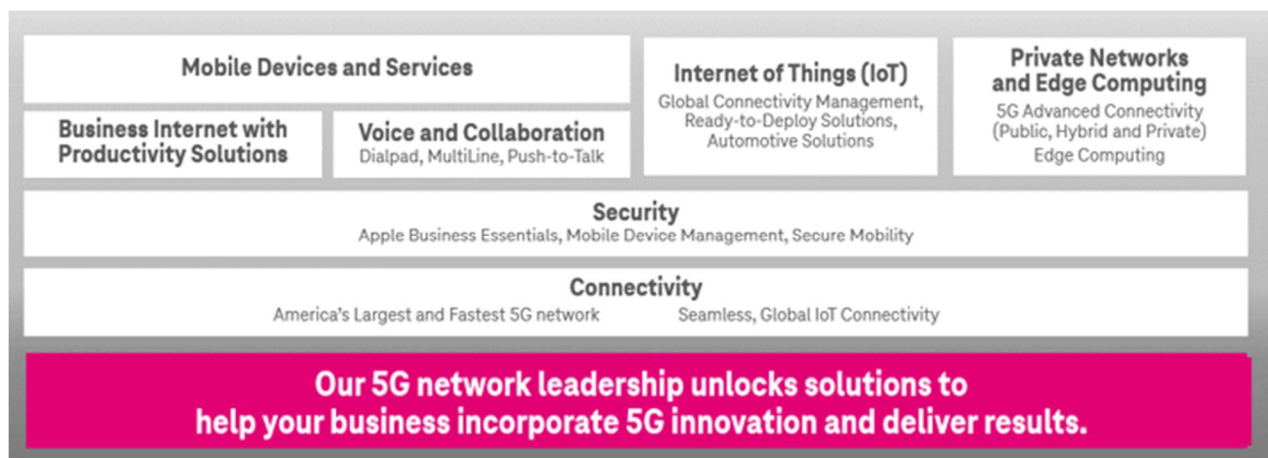 Mobile Devices and Services
Business Internet with
Productivity Solutions
Voice and Collaboration
Dialpad, MultiLine, Push-to-Talk
Internet of Things (IoT)
Global Connectivity Management,
Ready-to-Deploy Solutions,
Automotive Solutions
Private Networks
and Edge Computing
5G Advanced Connectivity
(Public, Hybrid and Private)
Edge Computing
Security
Apple Business Essentials, Mobile Device Management, Secure Mobility
Connectivity
America's Largest and Fastest 5G network
Seamless, Global IoT Connectivity
Our 5G network leadership unlocks solutions to
help your business incorporate 5G innovation and deliver results.